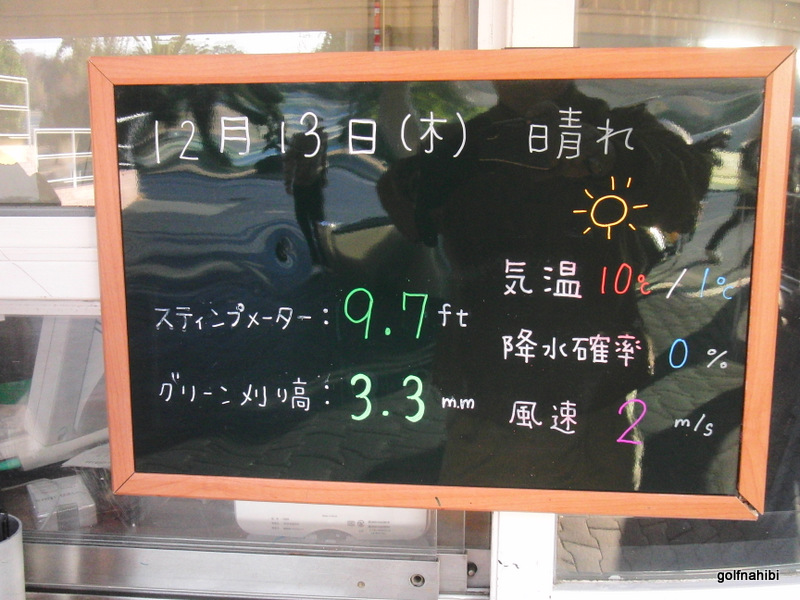 12月13日(木) 晴れ
気温 10℃/1℃
スティンプメーター: 9.7 ft
降水確率 0 %
グリーン刈り高: 3.3 m.m
風速 2 m/s
golfnahibi